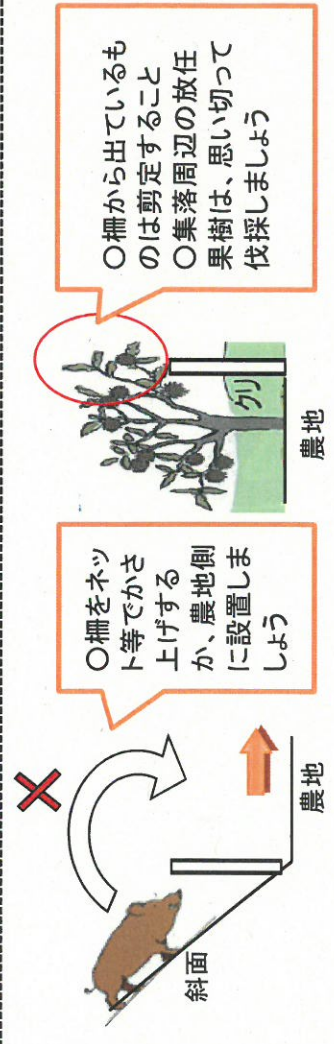 〇柵をネッ
ト等でかさ
上げする
か、農地側
に設置しま
しょう
斜面
農地
〇柵から出ているも
のは剪定すること
〇集落周辺の放任
果樹は、思い切って
伐採しましょう
クリ
農地